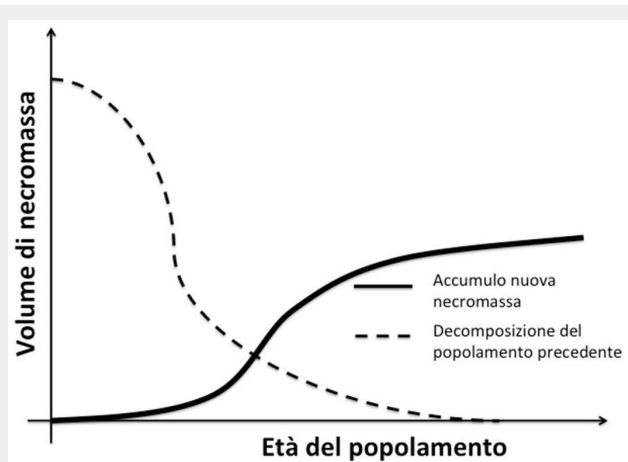 Volume di necromassa
Accumulo nuova
necromassa
Decomposizione del
popolamento precedente
Età del popolamento